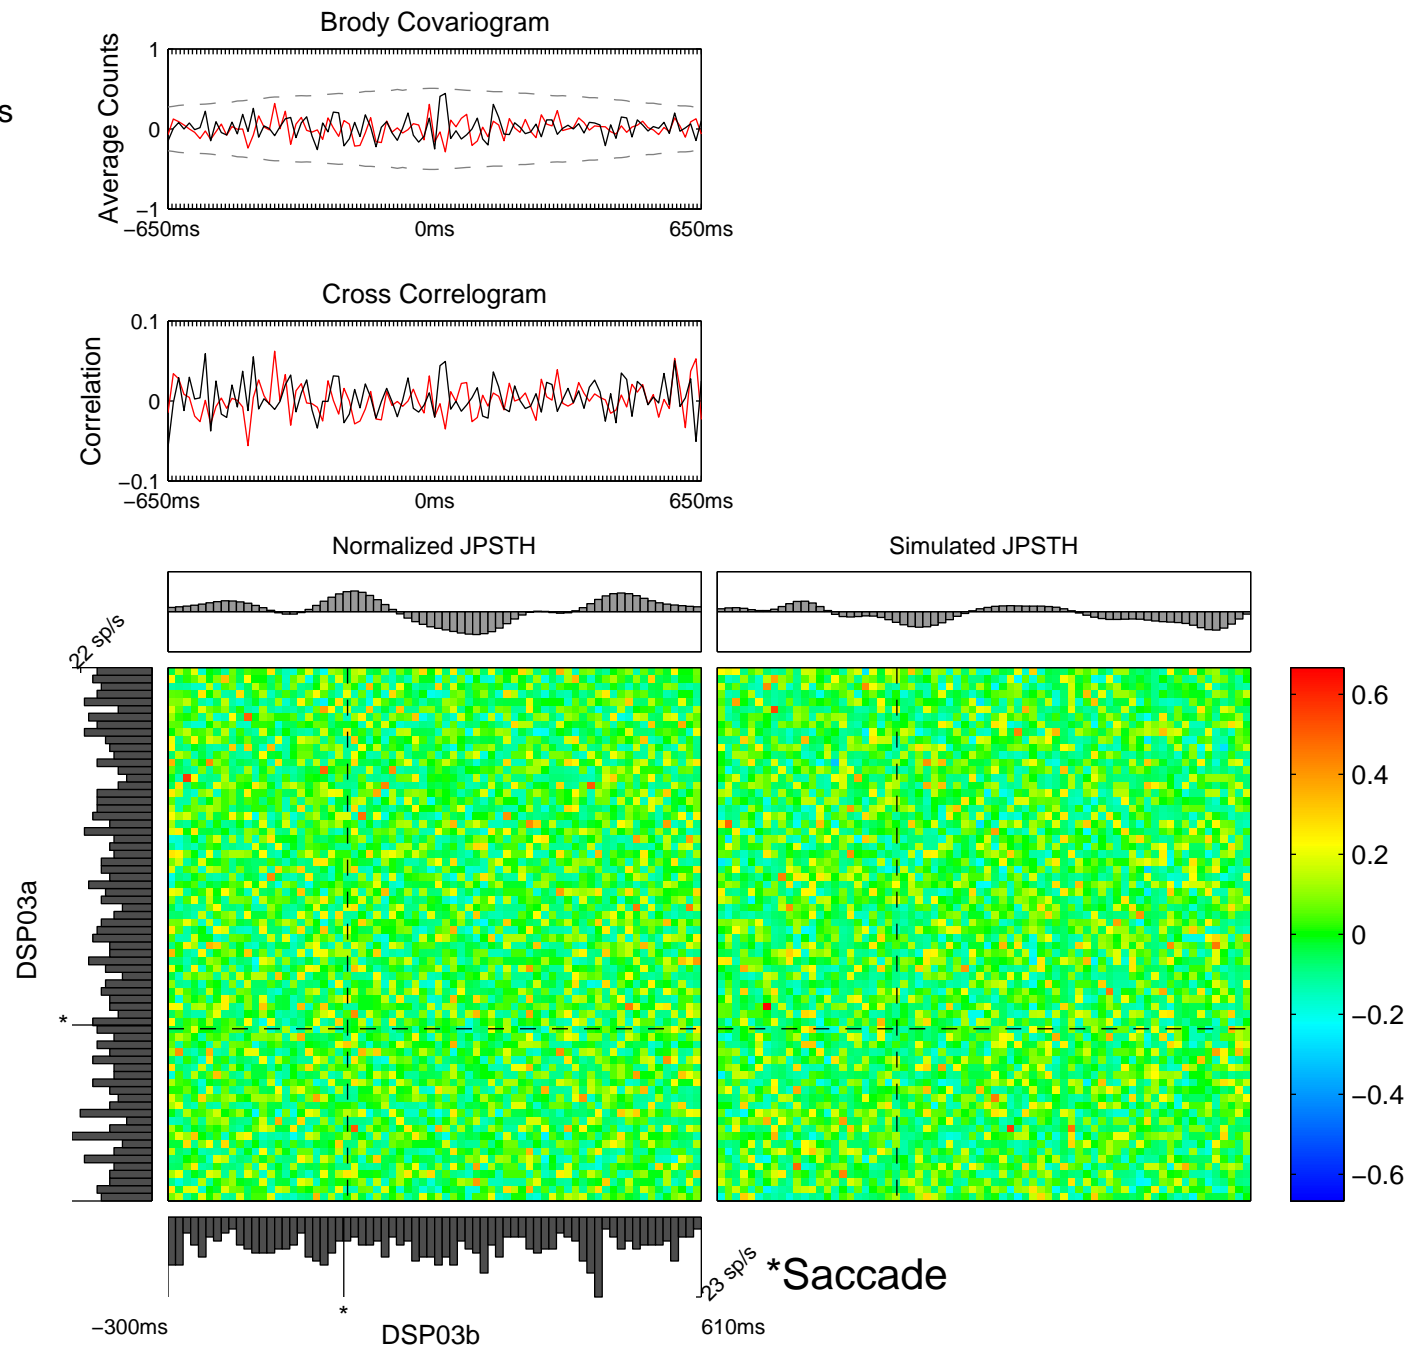 Brody Covariogram
s
Average Counts
1
0
−1
−650ms
0ms
650ms
Cross Correlogram
Correlation
0.1
0
−0.1
−650ms
0ms
650ms
Normalized JPSTH
Simulated JPSTH
22 sp/s
DSP03a
*
0.6
0.4
0.2
0
−0.2
−0.4
−0.6
23 sp/s
*Saccade
*
−300ms
DSP03b
610ms